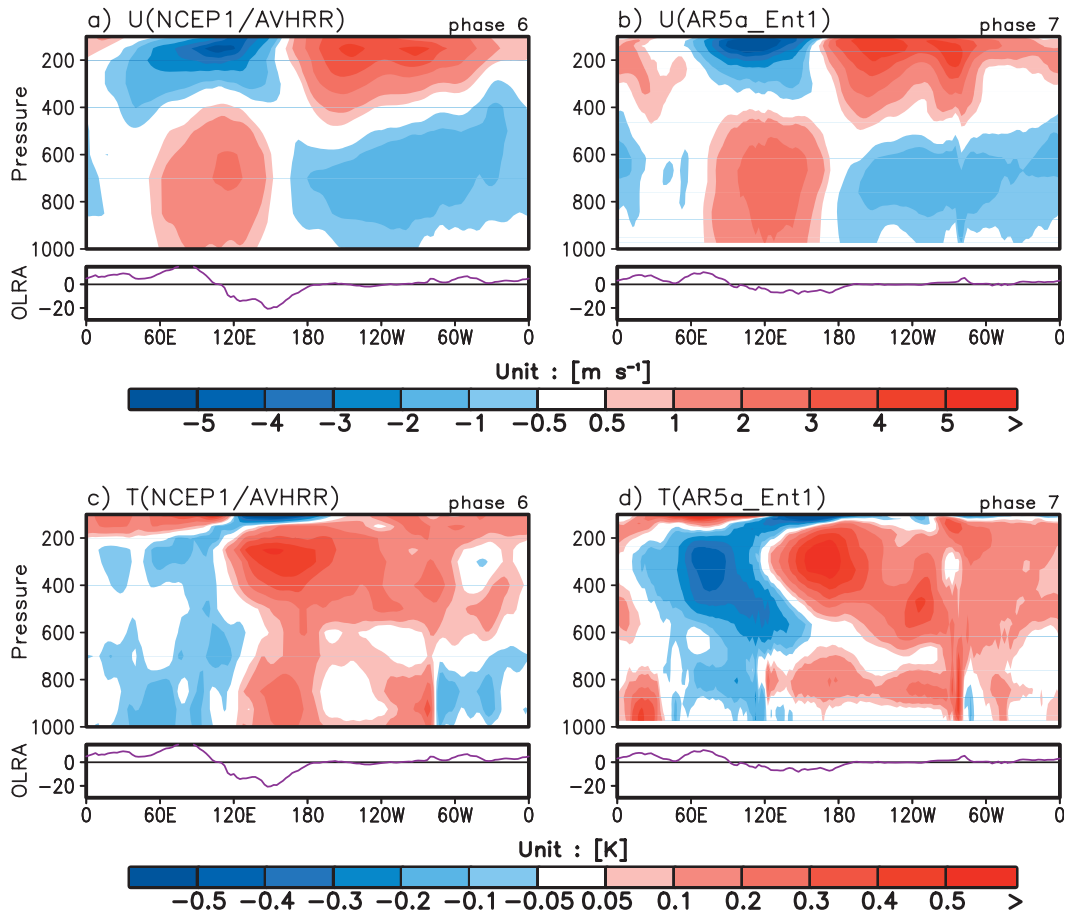 a) U(NCEP1/AVHRR) phase 6
b) U(AR5a_Ent1) phase 7
Pressure
200
400
600
800
1000
200
400
600
800
1000
OLRA
0
−20
0 60E 120E 180 120W 60W 0
0
−20
0 60E 120E 180 120W 60W 0
Unit : [m s⁻¹]
−5 −4 −3 −2 −1 −0.5 0.5 1 2 3 4 5 >
c) T(NCEP1/AVHRR) phase 6
d) T(AR5a_Ent1) phase 7
Pressure
200
400
600
800
1000
200
400
600
800
1000
OLRA
0
−20
0 60E 120E 180 120W 60W 0
0
−20
0 60E 120E 180 120W 60W 0
Unit : [K]
−0.5 −0.4 −0.3 −0.2 −0.1 −0.05 0.05 0.1 0.2 0.3 0.4 0.5 >